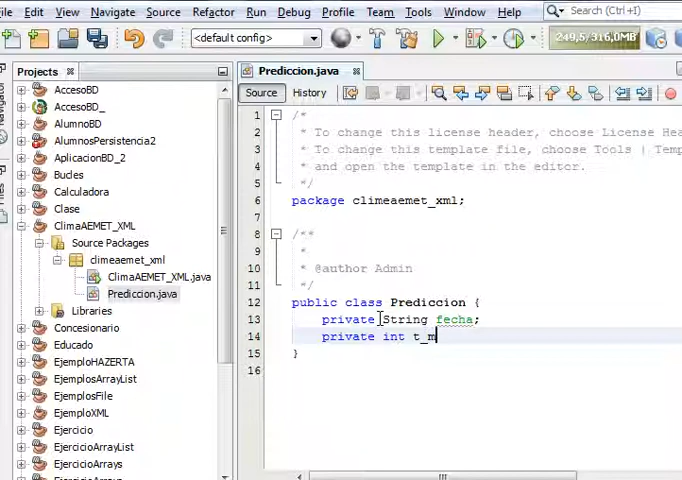 File Edit View Navigate Source Refactor Run Debug Profile Team Tools Window Help Search (Ctrl+I)
<default config> 249,5/316,0MB
Projects Prediccion.java
Source History
Navigator
Files
AccesoBD
AccesoBD_
AlumnoBD
AlumnosPersistencia2
AplicacionBD_2
Bucles
Calculadora
Clase
ClimaAEMET_XML
Source Packages
climeaemet_xml
ClimaAEMET_XML.java
Prediccion.java
Libraries
Concesionario
Educado
EjemploHAZERTA
EjemplosArrayList
EjemplosFile
EjemploXML
Ejercicio
EjercicioArrayList
EjercicioArrays
1 /*
2 * To change this license header, choose License Hea
3 * To change this template file, choose Tools | Temp
4 * and open the template in the editor.
5 */
6 package climeaemet_xml;
7
8 /**
9 *
10 * @author Admin
11 */
12 public class Prediccion {
13 private String fecha;
14 private int t_m
15 }
16